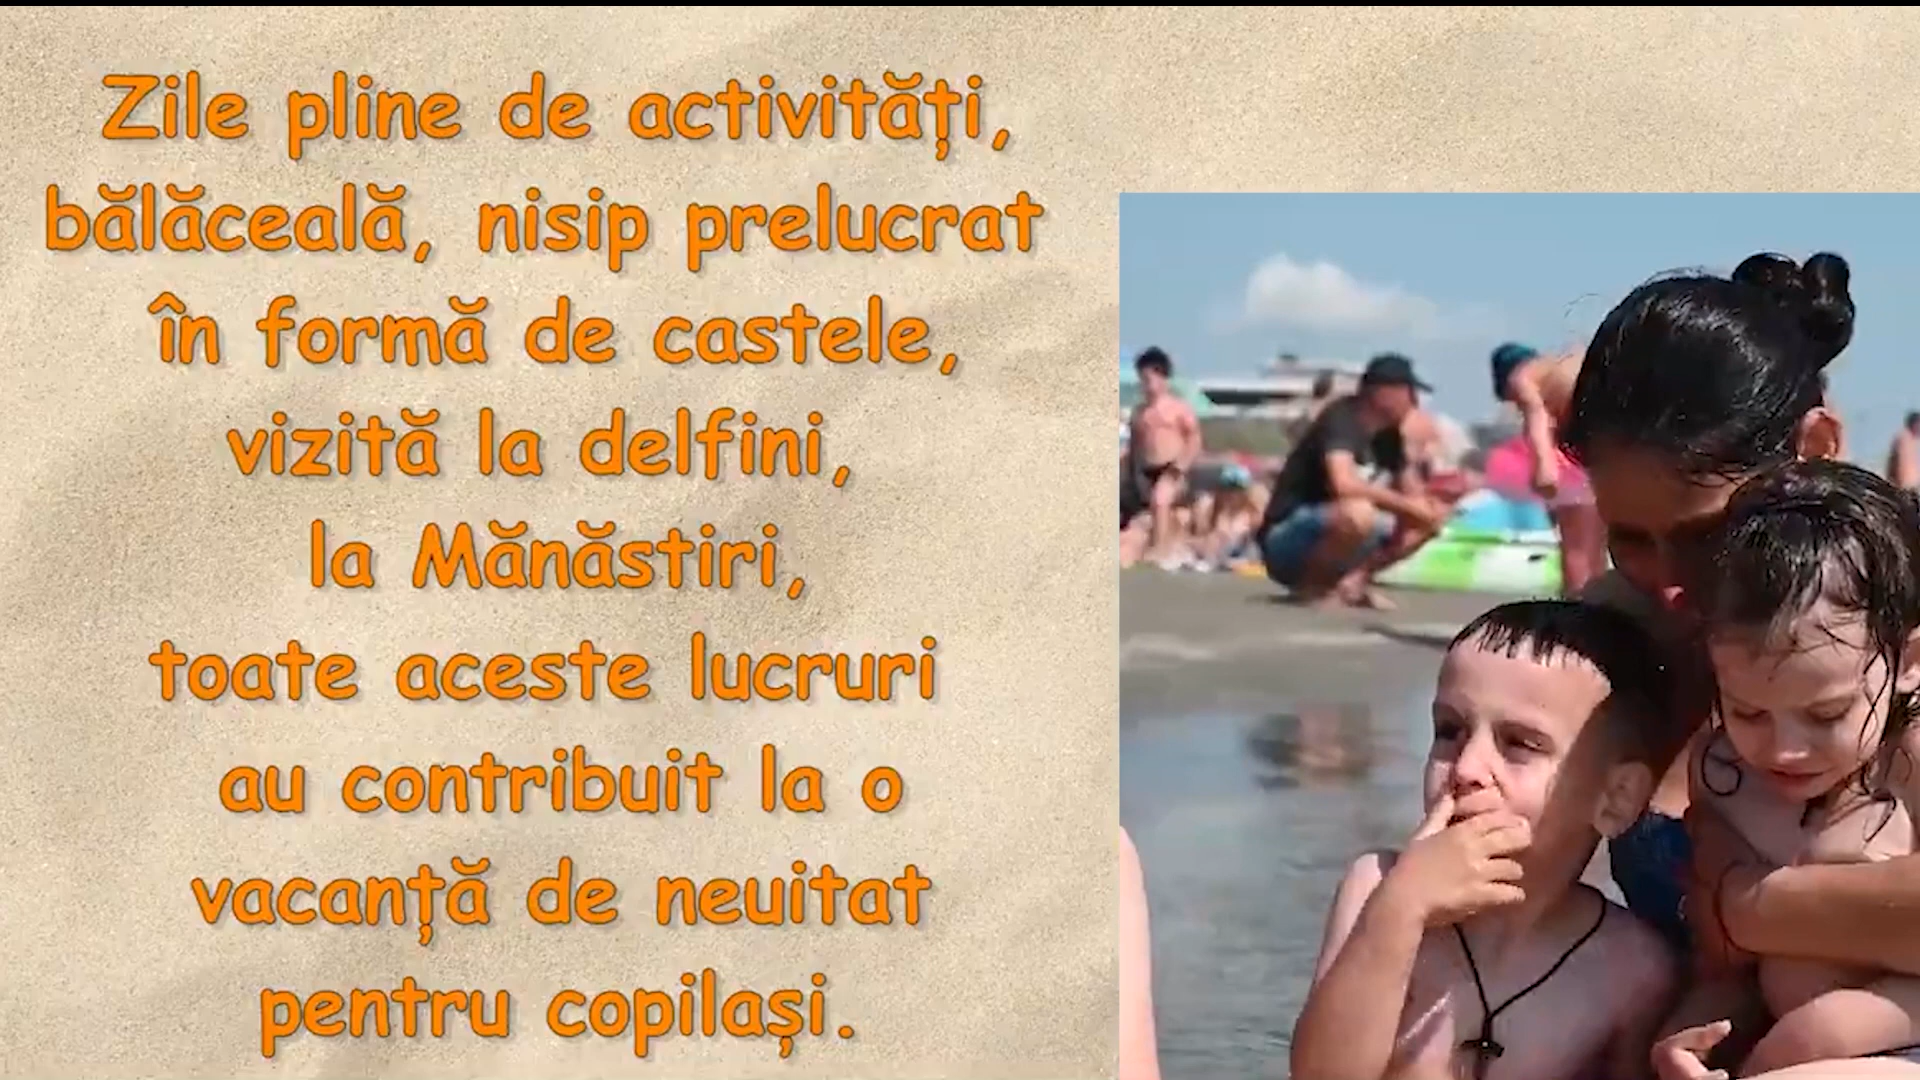 Zile pline de activități,
bălăceală, nisip prelucrat
în formă de castele,
vizită la delfini,
la Mănăstiri,
toate aceste lucruri
au contribuit la o
vacanță de neuitat
pentru copilași.